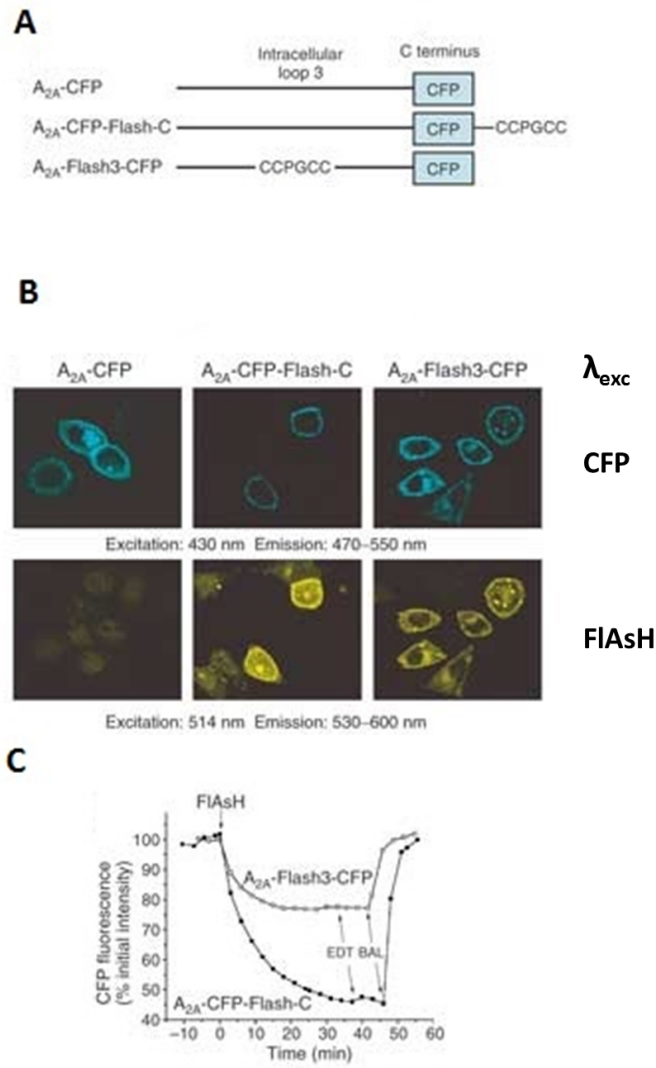 A
Intracellular
loop 3
C terminus
A2A-CFP
CFP
A2A-CFP-Flash-C
CFP
CCPGCC
A2A-Flash3-CFP
CCPGCC
CFP
B
A2A-CFP
A2A-CFP-Flash-C
A2A-Flash3-CFP
λexc
CFP
Excitation: 430 nm Emission: 470–550 nm
FlAsH
Excitation: 514 nm Emission: 530–600 nm
C
FlAsH
CFP fluorescence
(% initial intensity)
100
90
80
70
60
50
40
A2A-Flash3-CFP
EDT BAL
A2A-CFP-Flash-C
−10 0 10 20 30 40 50 60
Time (min)